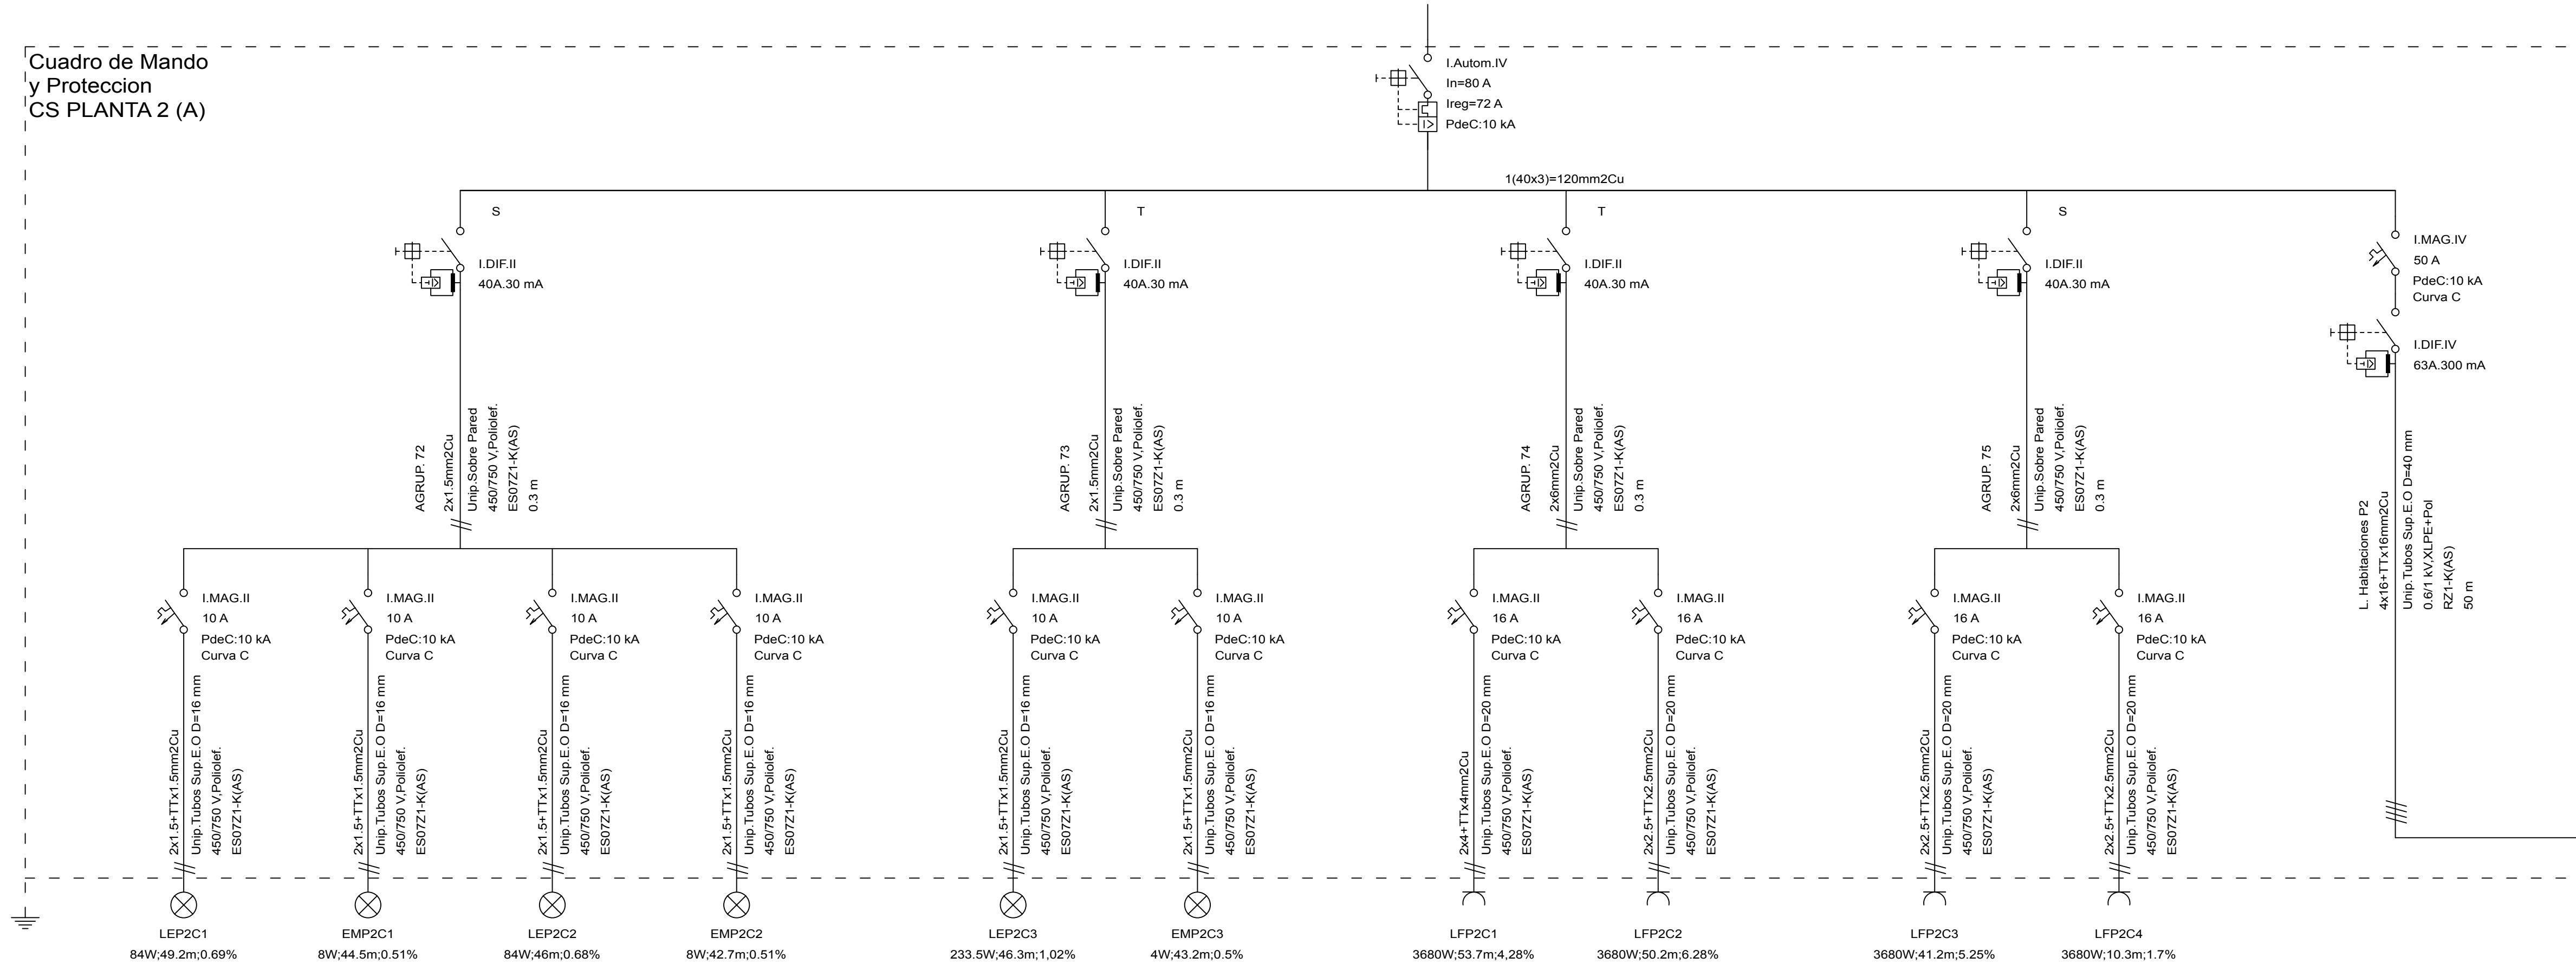 Cuadro de Mando
y Proteccion
CS PLANTA 2 (A)
I.Autom.IV
In=80 A
Ireg=72 A
PdeC:10 kA
1(40x3)=120mm2Cu
S
I.DIF.II
40A.30 mA
T
I.DIF.II
40A.30 mA
T
I.DIF.II
40A.30 mA
S
I.DIF.II
40A.30 mA
I.MAG.IV
50 A
PdeC:10 kA
Curva C
I.DIF.IV
63A.300 mA
AGRUP. 72
2x1.5mm2Cu
Unip.Sobre Pared
450/750 V,Poliolef.
ES07Z1-K(AS)
0.3 m
AGRUP. 73
2x1.5mm2Cu
Unip.Sobre Pared
450/750 V,Poliolef.
ES07Z1-K(AS)
0.3 m
AGRUP. 74
2x6mm2Cu
Unip.Sobre Pared
450/750 V,Poliolef.
ES07Z1-K(AS)
0.3 m
AGRUP. 75
2x6mm2Cu
Unip.Sobre Pared
450/750 V,Poliolef.
ES07Z1-K(AS)
0.3 m
L. Habitaciones P2
4x16+TTx16mm2Cu
Unip.Tubos Sup.E.O D=40 mm
0.6/1 kV,XLPE+Pol
RZ1-K(AS)
50 m
I.MAG.II
10 A
PdeC:10 kA
Curva C
I.MAG.II
10 A
PdeC:10 kA
Curva C
I.MAG.II
10 A
PdeC:10 kA
Curva C
I.MAG.II
10 A
PdeC:10 kA
Curva C
I.MAG.II
10 A
PdeC:10 kA
Curva C
I.MAG.II
10 A
PdeC:10 kA
Curva C
I.MAG.II
16 A
PdeC:10 kA
Curva C
I.MAG.II
16 A
PdeC:10 kA
Curva C
I.MAG.II
16 A
PdeC:10 kA
Curva C
I.MAG.II
16 A
PdeC:10 kA
Curva C
2x1.5+TTx1.5mm2Cu
Unip.Tubos Sup.E.O D=16 mm
450/750 V,Poliolef.
ES07Z1-K(AS)
2x1.5+TTx1.5mm2Cu
Unip.Tubos Sup.E.O D=16 mm
450/750 V,Poliolef.
ES07Z1-K(AS)
2x1.5+TTx1.5mm2Cu
Unip.Tubos Sup.E.O D=16 mm
450/750 V,Poliolef.
ES07Z1-K(AS)
2x1.5+TTx1.5mm2Cu
Unip.Tubos Sup.E.O D=16 mm
450/750 V,Poliolef.
ES07Z1-K(AS)
2x1.5+TTx1.5mm2Cu
Unip.Tubos Sup.E.O D=16 mm
450/750 V,Poliolef.
ES07Z1-K(AS)
2x1.5+TTx1.5mm2Cu
Unip.Tubos Sup.E.O D=16 mm
450/750 V,Poliolef.
ES07Z1-K(AS)
2x4+TTx4mm2Cu
Unip.Tubos Sup.E.O D=20 mm
450/750 V,Poliolef.
ES07Z1-K(AS)
2x2.5+TTx2.5mm2Cu
Unip.Tubos Sup.E.O D=20 mm
450/750 V,Poliolef.
ES07Z1-K(AS)
2x2.5+TTx2.5mm2Cu
Unip.Tubos Sup.E.O D=20 mm
450/750 V,Poliolef.
ES07Z1-K(AS)
2x2.5+TTx2.5mm2Cu
Unip.Tubos Sup.E.O D=20 mm
450/750 V,Poliolef.
ES07Z1-K(AS)
LEP2C1
84W;49.2m;0.69%
EMP2C1
8W;44.5m;0.51%
LEP2C2
84W;46m;0.68%
EMP2C2
8W;42.7m;0.51%
LEP2C3
233.5W;46.3m;1,02%
EMP2C3
4W;43.2m;0.5%
LFP2C1
3680W;53.7m;4,28%
LFP2C2
3680W;50.2m;6.28%
LFP2C3
3680W;41.2m;5.25%
LFP2C4
3680W;10.3m;1.7%